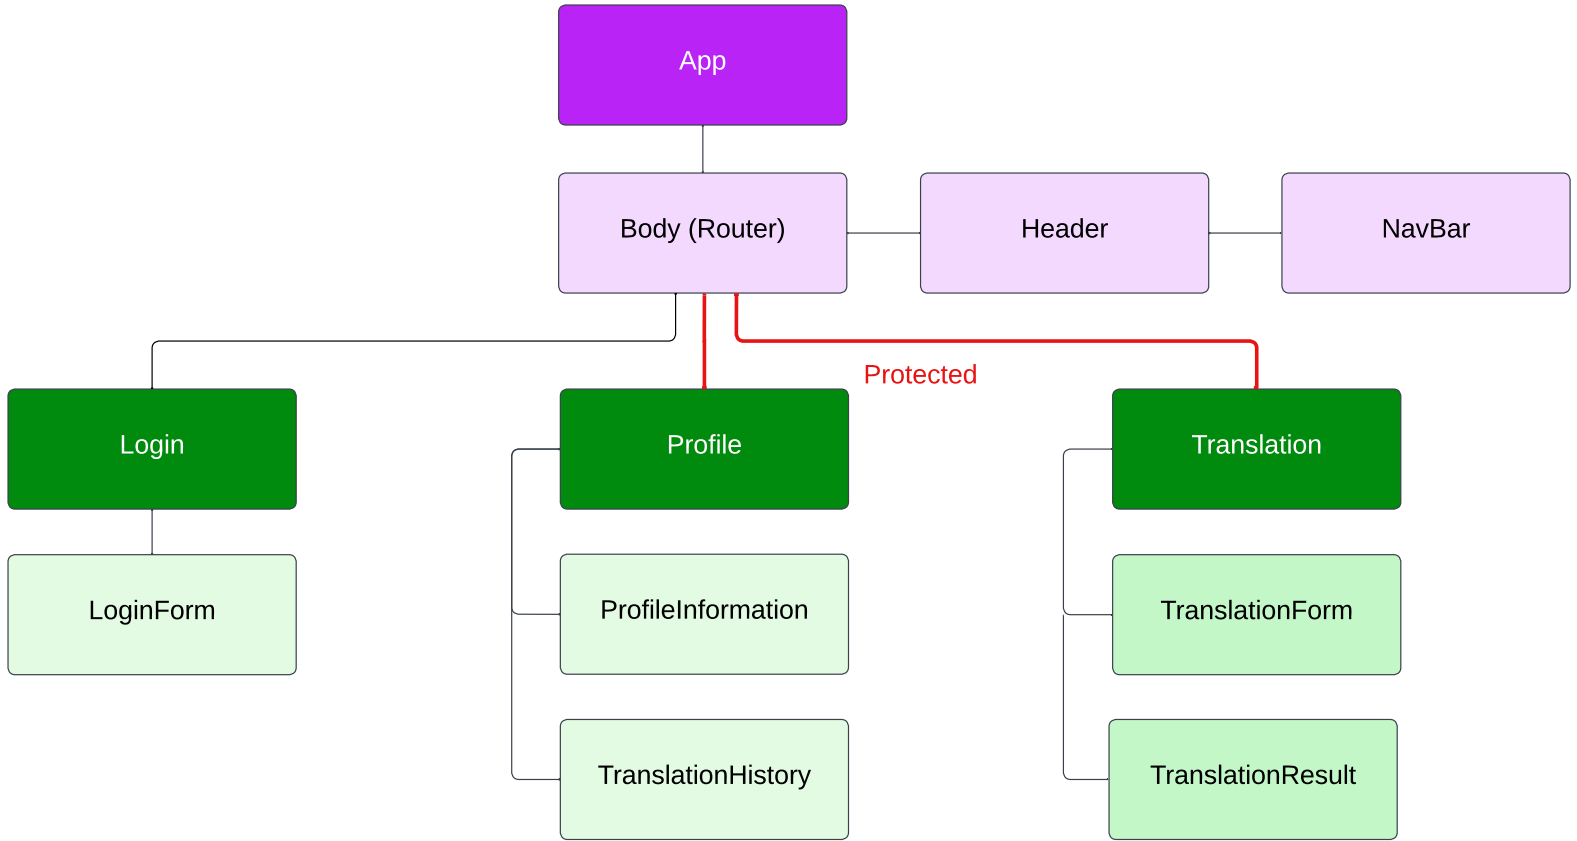 App
Body (Router)
Header
NavBar
Protected
Login
Profile
Translation
LoginForm
ProfileInformation
TranslationForm
TranslationHistory
TranslationResult